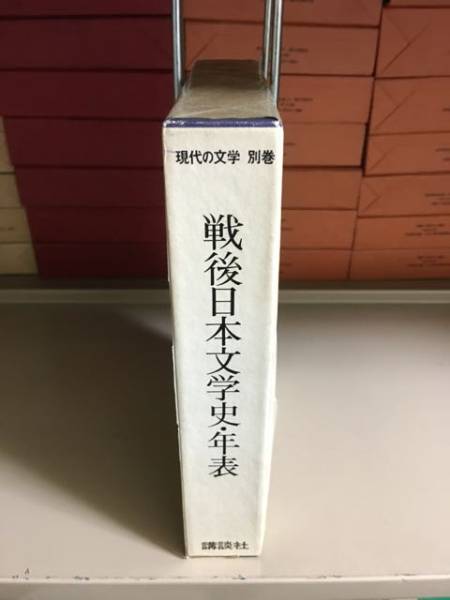 現代の文学 別巻
戦後日本文学史・年表
講談社